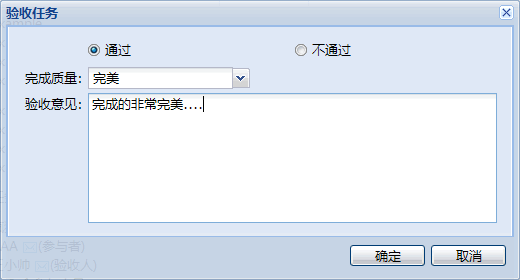 验收任务
通过 不通过
完成质量: 完美
验收意见: 完成的非常完美....
AA (参与者)
小帅 (验收人)
确定 取消